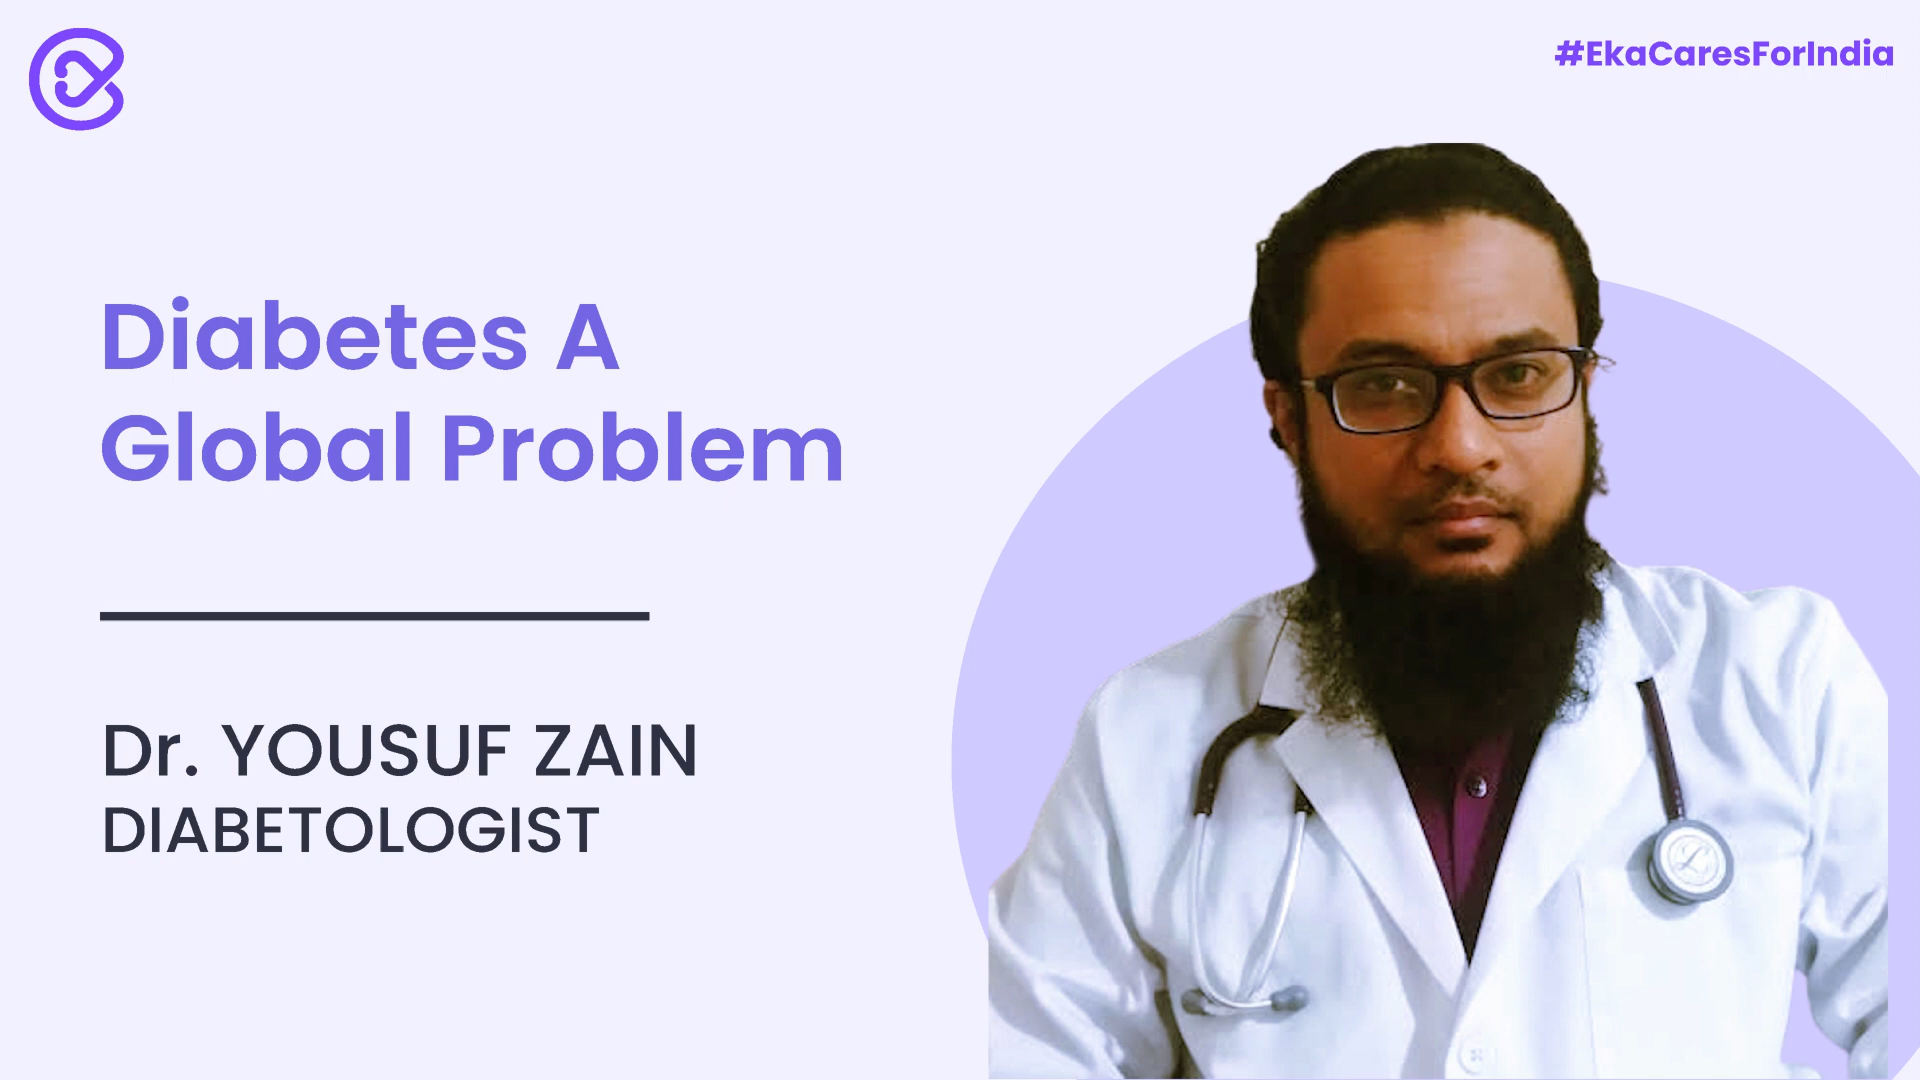 #EkaCaresForIndia
Diabetes A
Global Problem
Dr. YOUSUF ZAIN
DIABETOLOGIST